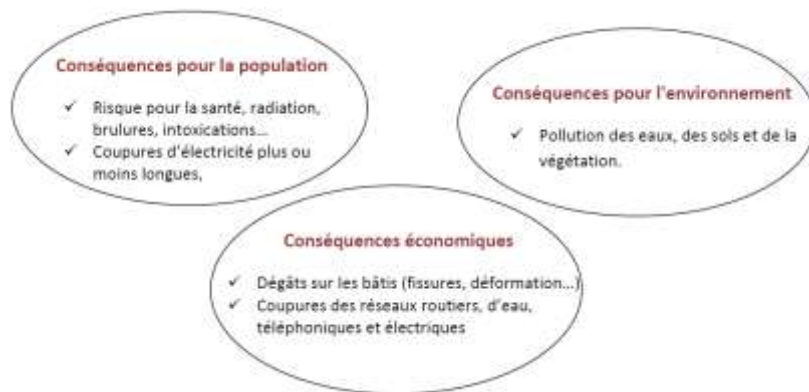 Conséquences pour la population
✓ Risque pour la santé, radiation,
brulures, intoxications...
✓ Coupures d'électricité plus ou
moins longues,
Conséquences pour l'environnement
✓ Pollution des eaux, des sols et de la
végétation.
Conséquences économiques
✓ Dégâts sur les bâtis (fissures, déformation...)
✓ Coupures des réseaux routiers, d'eau,
téléphoniques et électriques